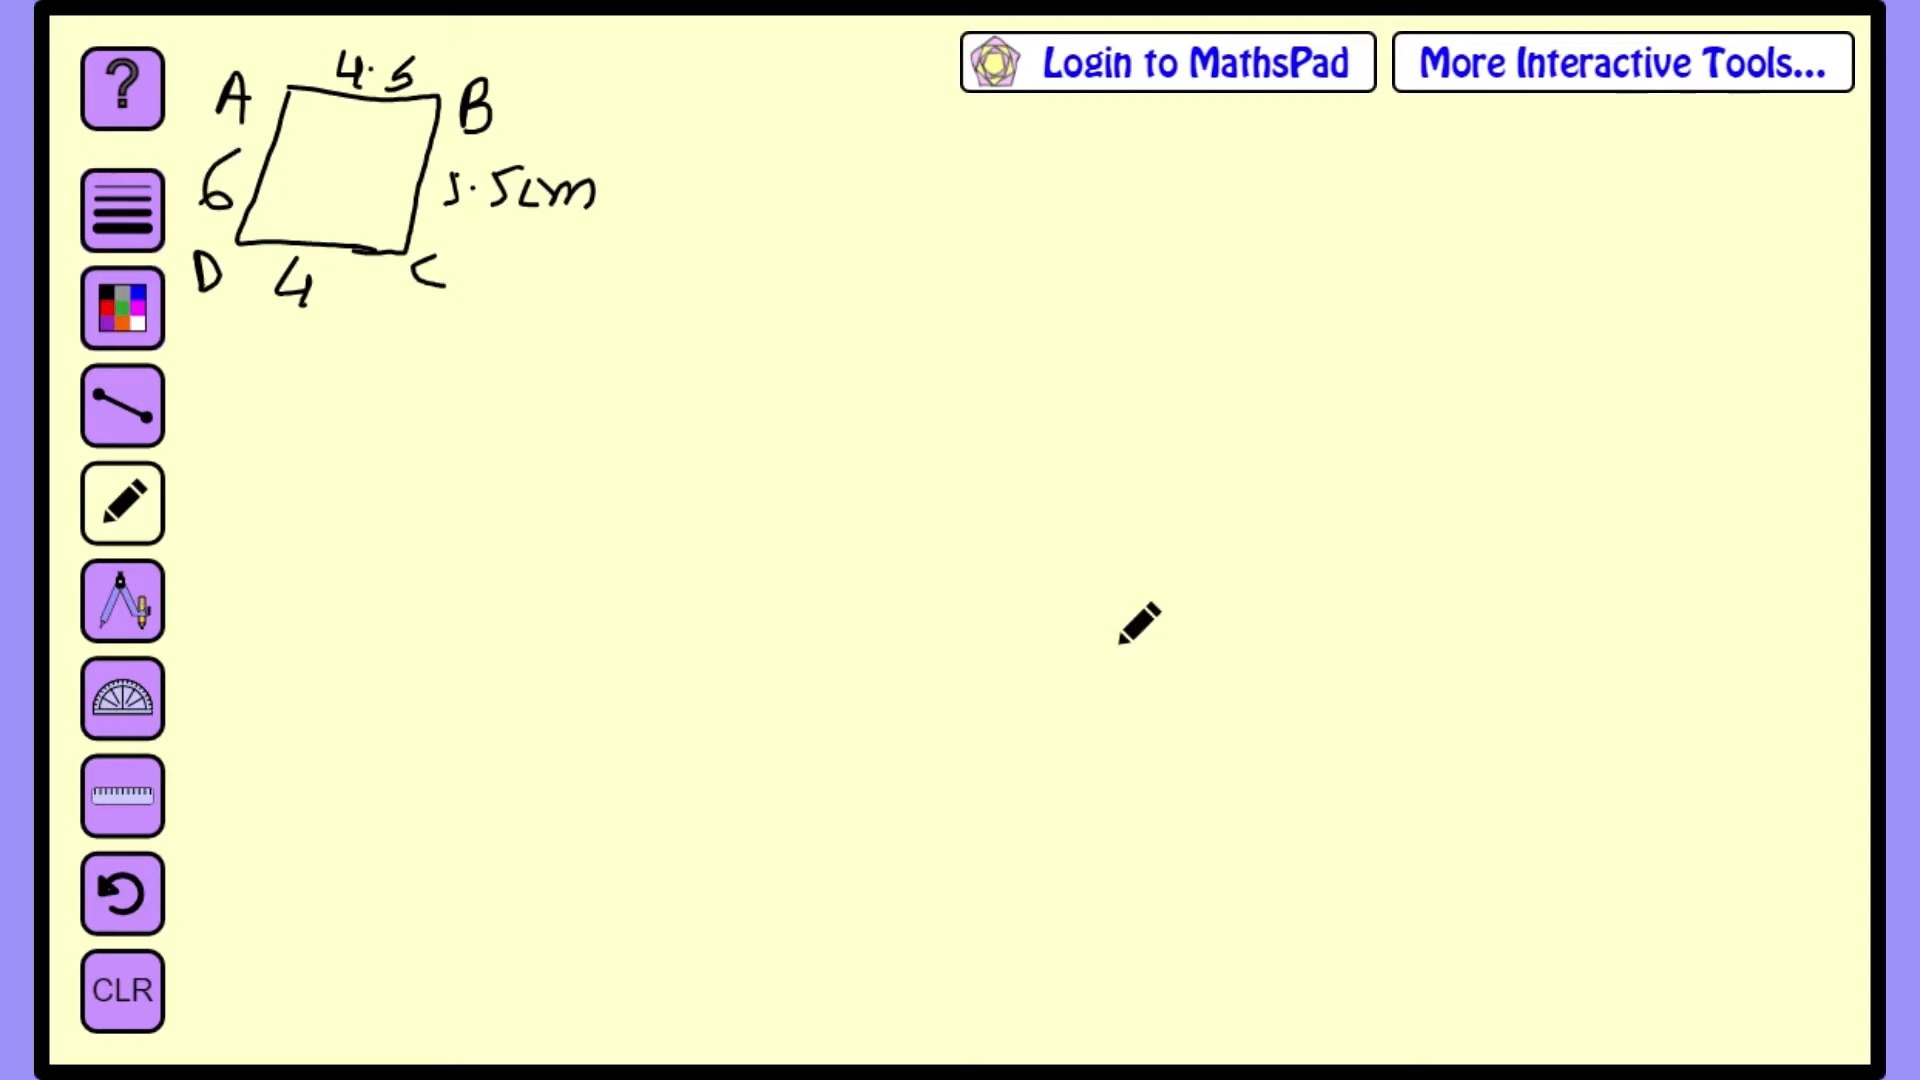 Login to MathsPad
More Interactive Tools...
4.5
A
B
6
5.5cm
D
4
C
CLR